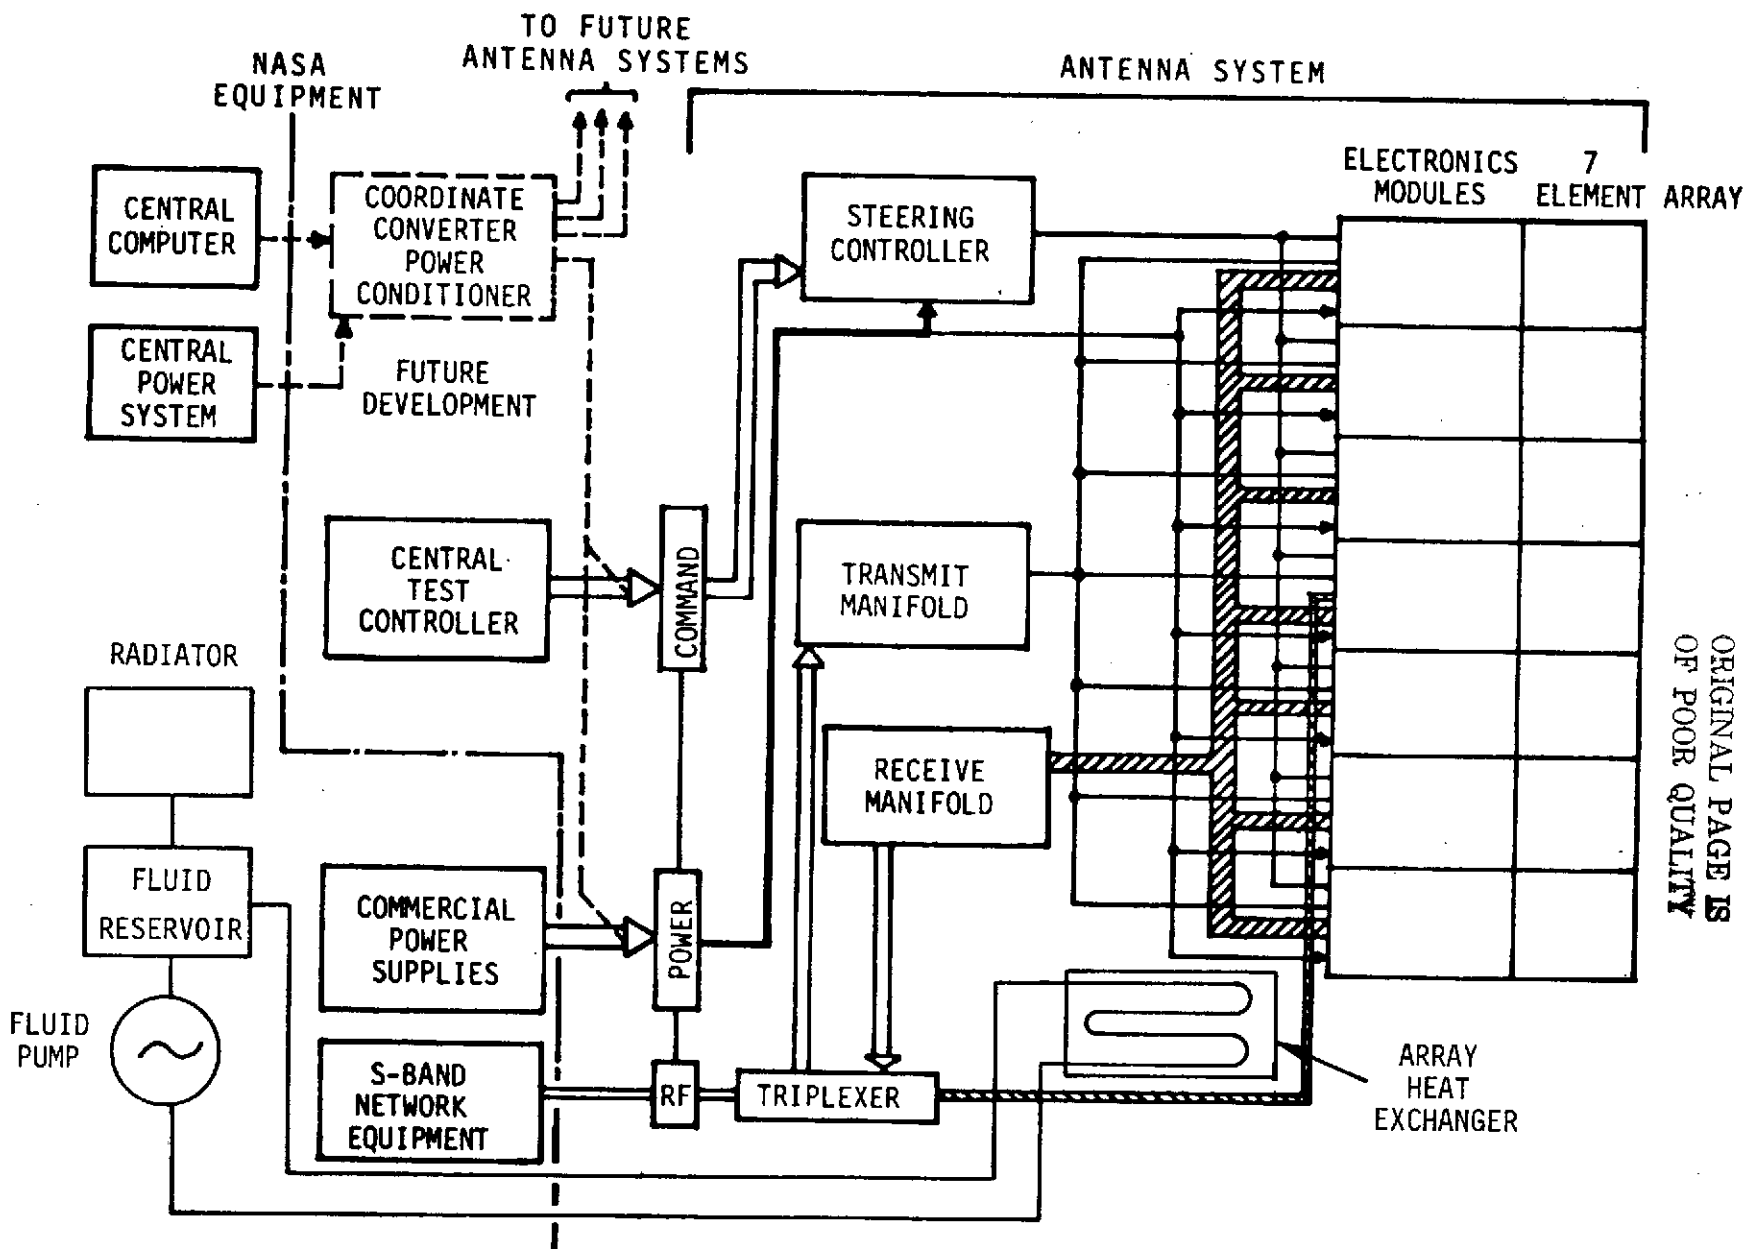 TO FUTURE
ANTENNA SYSTEMS
NASA
EQUIPMENT
ANTENNA SYSTEM
ELECTRONICS
MODULES
7
ELEMENT ARRAY
CENTRAL
COMPUTER
COORDINATE
CONVERTER
POWER
CONDITIONER
STEERING
CONTROLLER
CENTRAL
POWER
SYSTEM
FUTURE
DEVELOPMENT
CENTRAL
TEST
CONTROLLER
COMMAND
TRANSMIT
MANIFOLD
RADIATOR
RECEIVE
MANIFOLD
FLUID
RESERVOIR
COMMERCIAL
POWER
SUPPLIES
POWER
FLUID
PUMP
S-BAND
NETWORK
EQUIPMENT
RF
TRIPLEXER
ARRAY
HEAT
EXCHANGER
ORIGINAL PAGE IS
OF POOR QUALITY